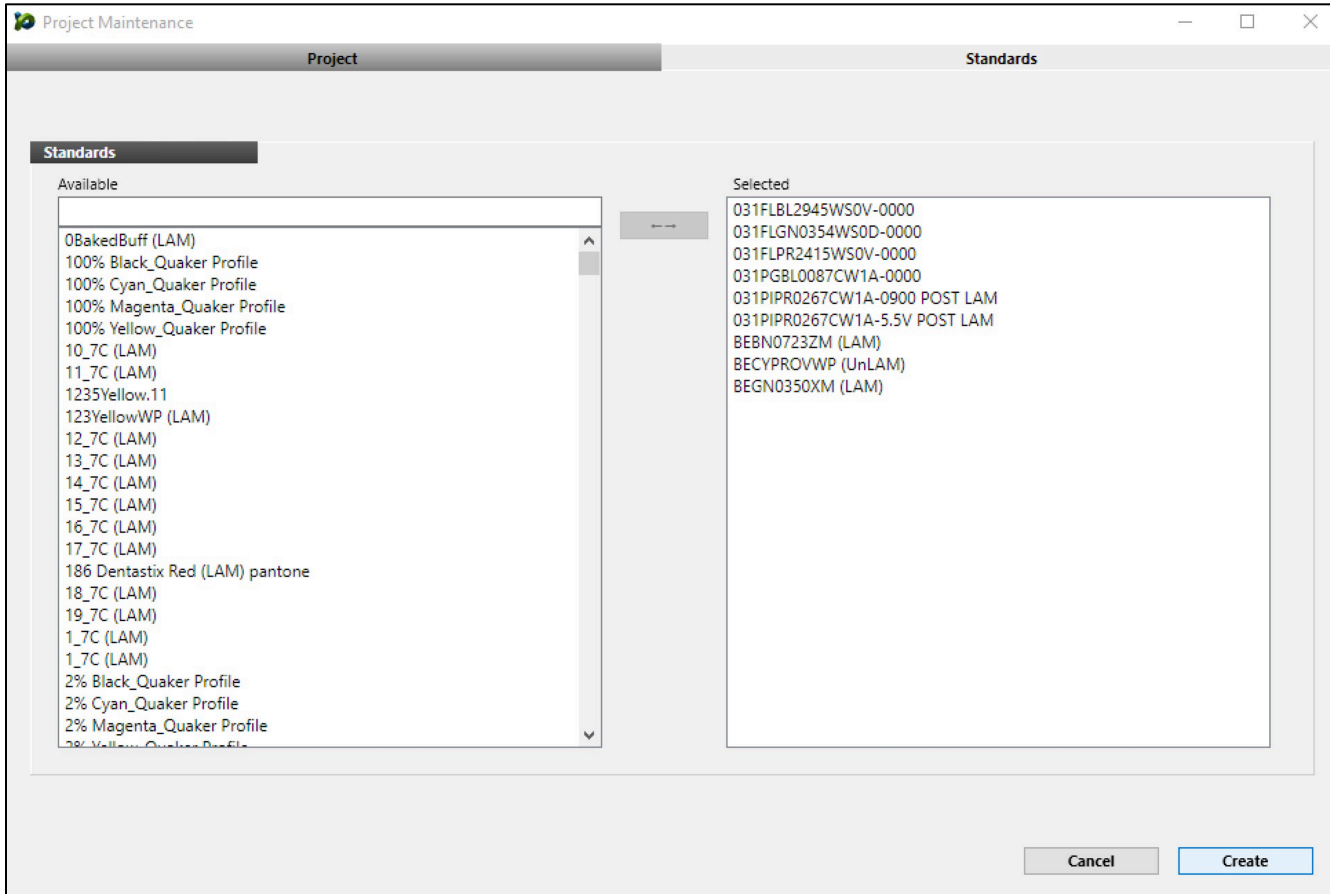 Project Maintenance
Project
Standards
Standards
Available
0BakedBuff (LAM)
100% Black_Quaker Profile
100% Cyan_Quaker Profile
100% Magenta_Quaker Profile
100% Yellow_Quaker Profile
10_7C (LAM)
11_7C (LAM)
1235Yellow.11
123YellowWP (LAM)
12_7C (LAM)
13_7C (LAM)
14_7C (LAM)
15_7C (LAM)
16_7C (LAM)
17_7C (LAM)
186 Dentastix Red (LAM) pantone
18_7C (LAM)
19_7C (LAM)
1_7C (LAM)
1_7C (LAM)
2% Black_Quaker Profile
2% Cyan_Quaker Profile
2% Magenta_Quaker Profile
2% Yellow_Quaker Profile
Selected
031FLBL2945WS0V-0000
031FLGN0354WS0D-0000
031FLPR2415WS0V-0000
031PGBL0087CW1A-0000
031PIPR0267CW1A-0900 POST LAM
031PIPR0267CW1A-5.5V POST LAM
BEBN0723ZM (LAM)
BECYPROVWP (UnLAM)
BEGN0350XM (LAM)
Cancel
Create